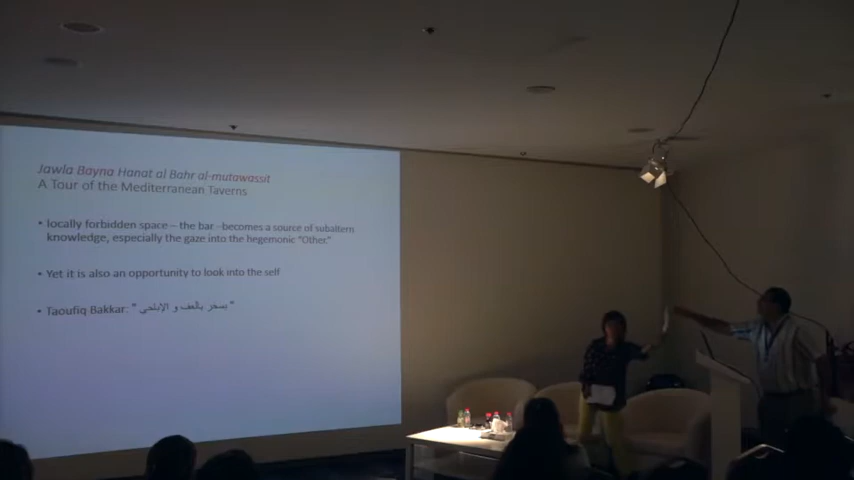 Jawla Bayna Hanat al Bahr al-mutawassit
A Tour of the Mediterranean Taverns
• locally forbidden space – the bar - becomes a source of subaltern
knowledge, especially the gaze into the hegemonic "Other."
• Yet it is also an opportunity to look into the self
• Taoufiq Bakkar: "